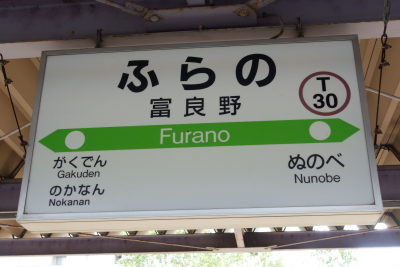 ふらの
富良野
T
30
Furano
がくでん
Gakuden
のかなん
Nokanan
ぬのべ
Nunobe